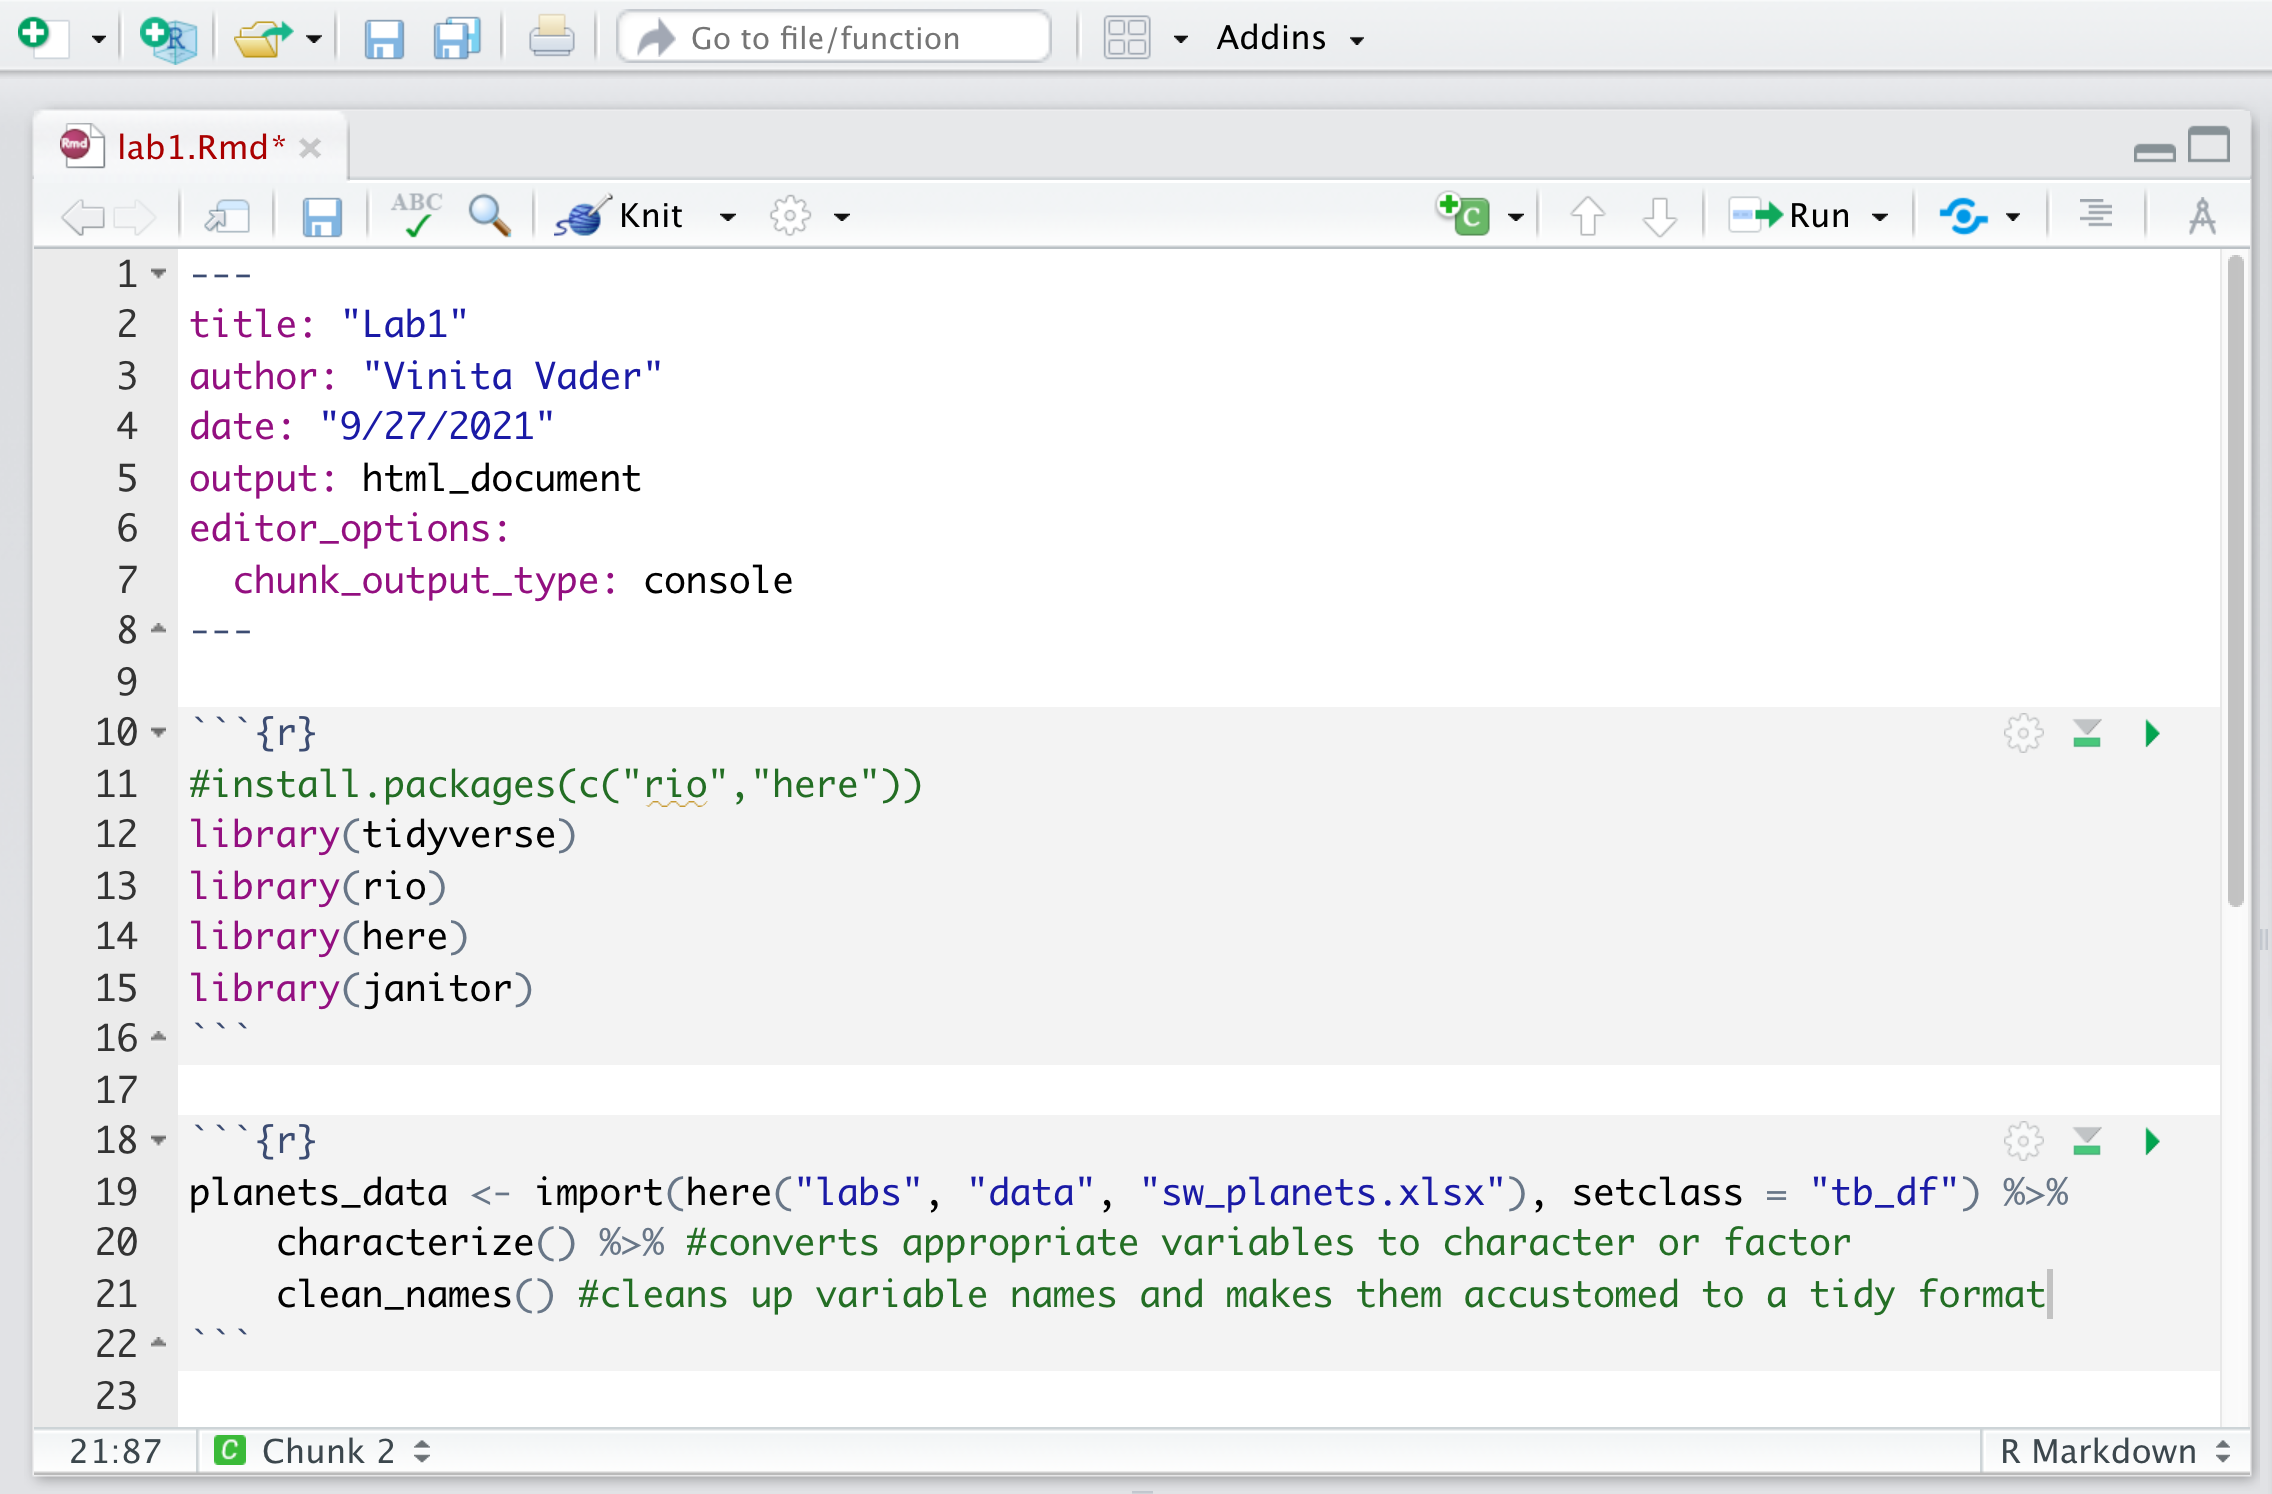 R
Go to file/function
Addins
Rmd lab1.Rmd*
ABC Knit C Run
1 ---
2 title: "Lab1"
3 author: "Vinita Vader"
4 date: "9/27/2021"
5 output: html_document
6 editor_options:
7   chunk_output_type: console
8 ---
9
10 ```{r}
11 #install.packages(c("rio","here"))
12 library(tidyverse)
13 library(rio)
14 library(here)
15 library(janitor)
16 ```
17
18 ```{r}
19 planets_data <- import(here("labs", "data", "sw_planets.xlsx"), setclass = "tb_df") %>%
20     characterize() %>% #converts appropriate variables to character or factor
21     clean_names() #cleans up variable names and makes them accustomed to a tidy format
22 ```
23
21:87 C Chunk 2 R Markdown